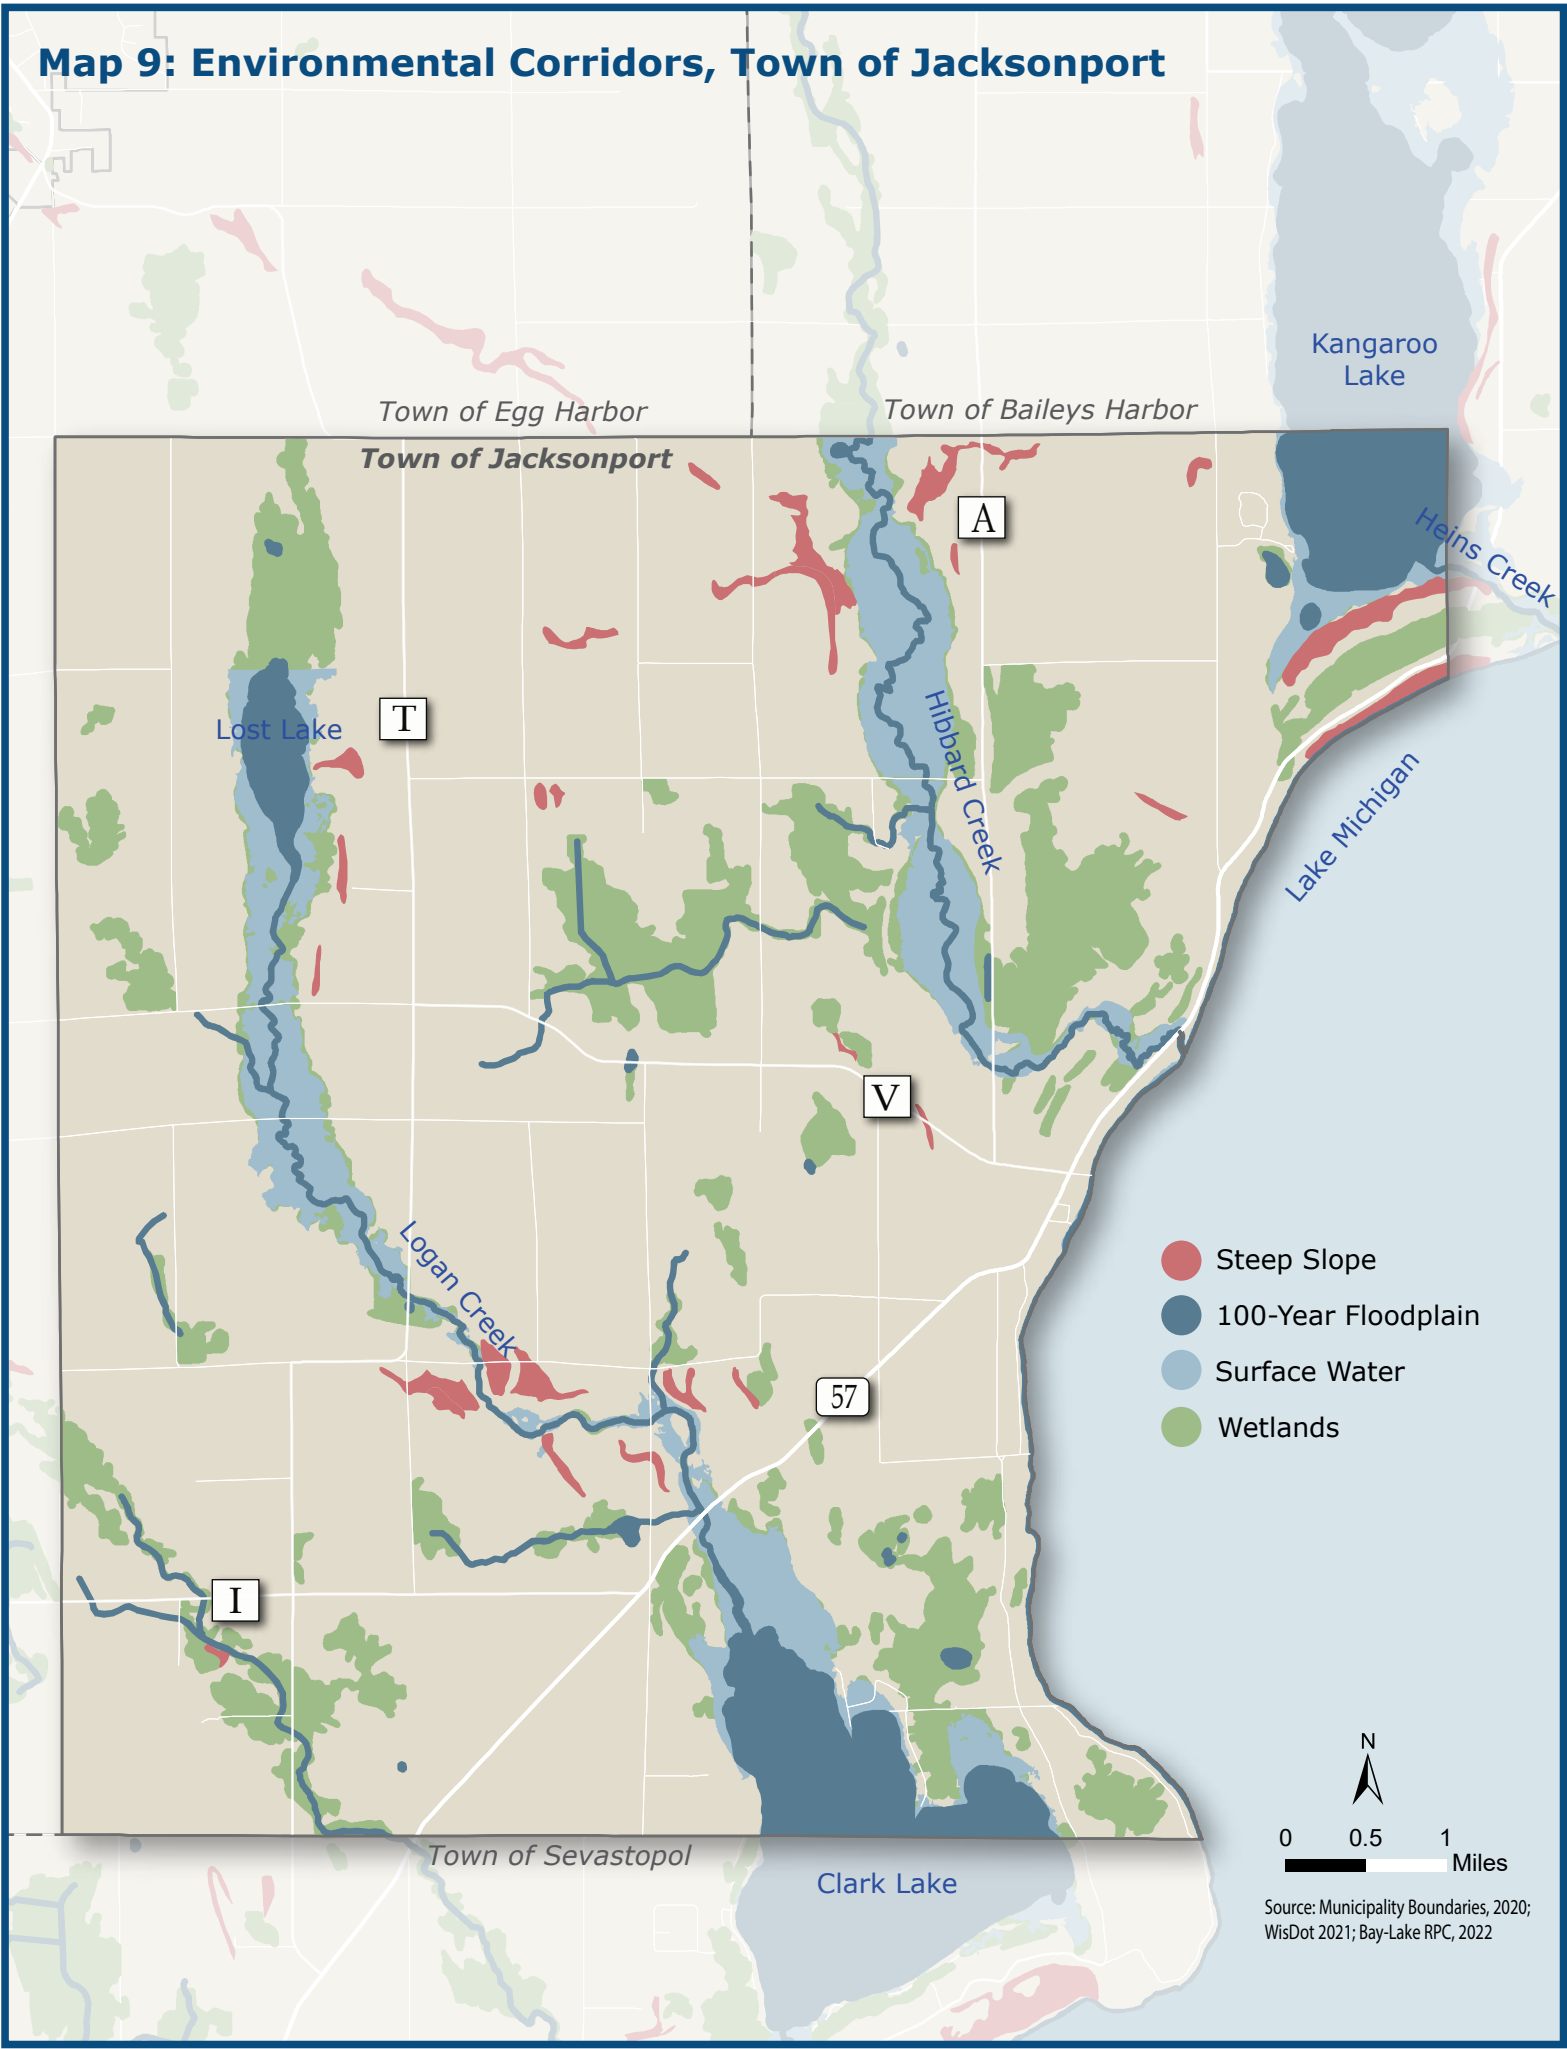 Map 9: Environmental Corridors, Town of Jacksonport
Kangaroo
Lake
Town of Egg Harbor
Town of Baileys Harbor
Town of Jacksonport
A
Heins Creek
T
Lost Lake
Hibbard Creek
Lake Michigan
V
Logan Creek
Steep Slope
100-Year Floodplain
Surface Water
Wetlands
57
I
N
0 0.5 1
Miles
Town of Sevastopol
Clark Lake
Source: Municipality Boundaries, 2020;
WisDot 2021; Bay-Lake RPC, 2022